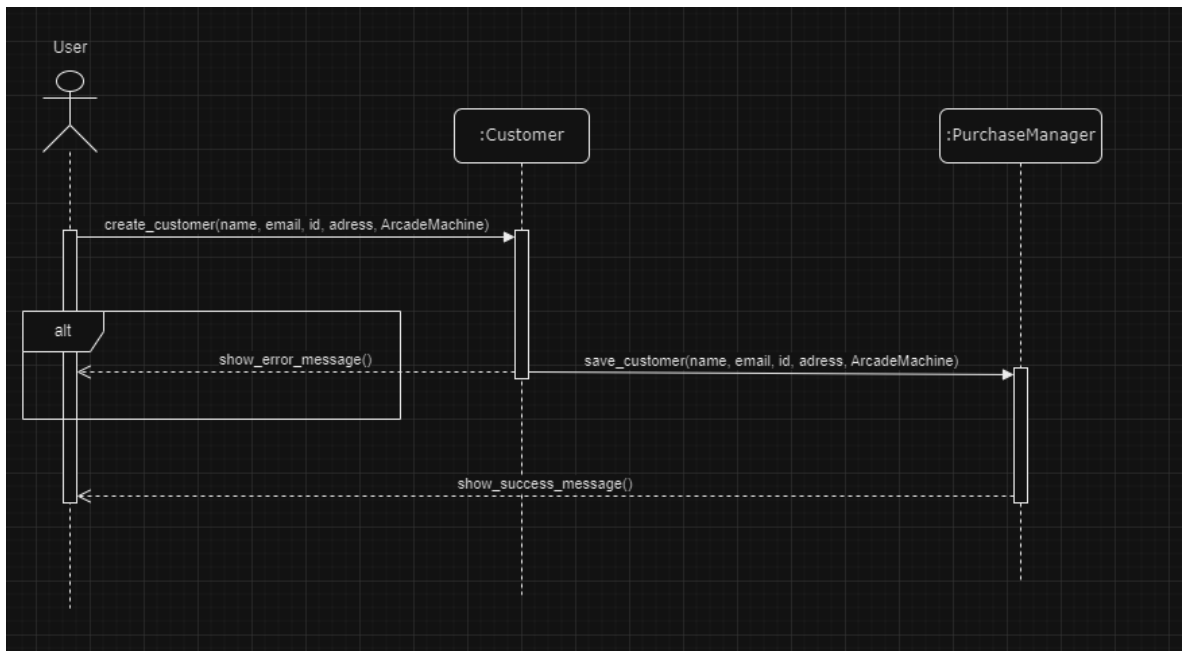 User
:Customer
:PurchaseManager
create_customer(name, email, id, adress, ArcadeMachine)
alt
show_error_message()
save_customer(name, email, id, adress, ArcadeMachine)
show_success_message()